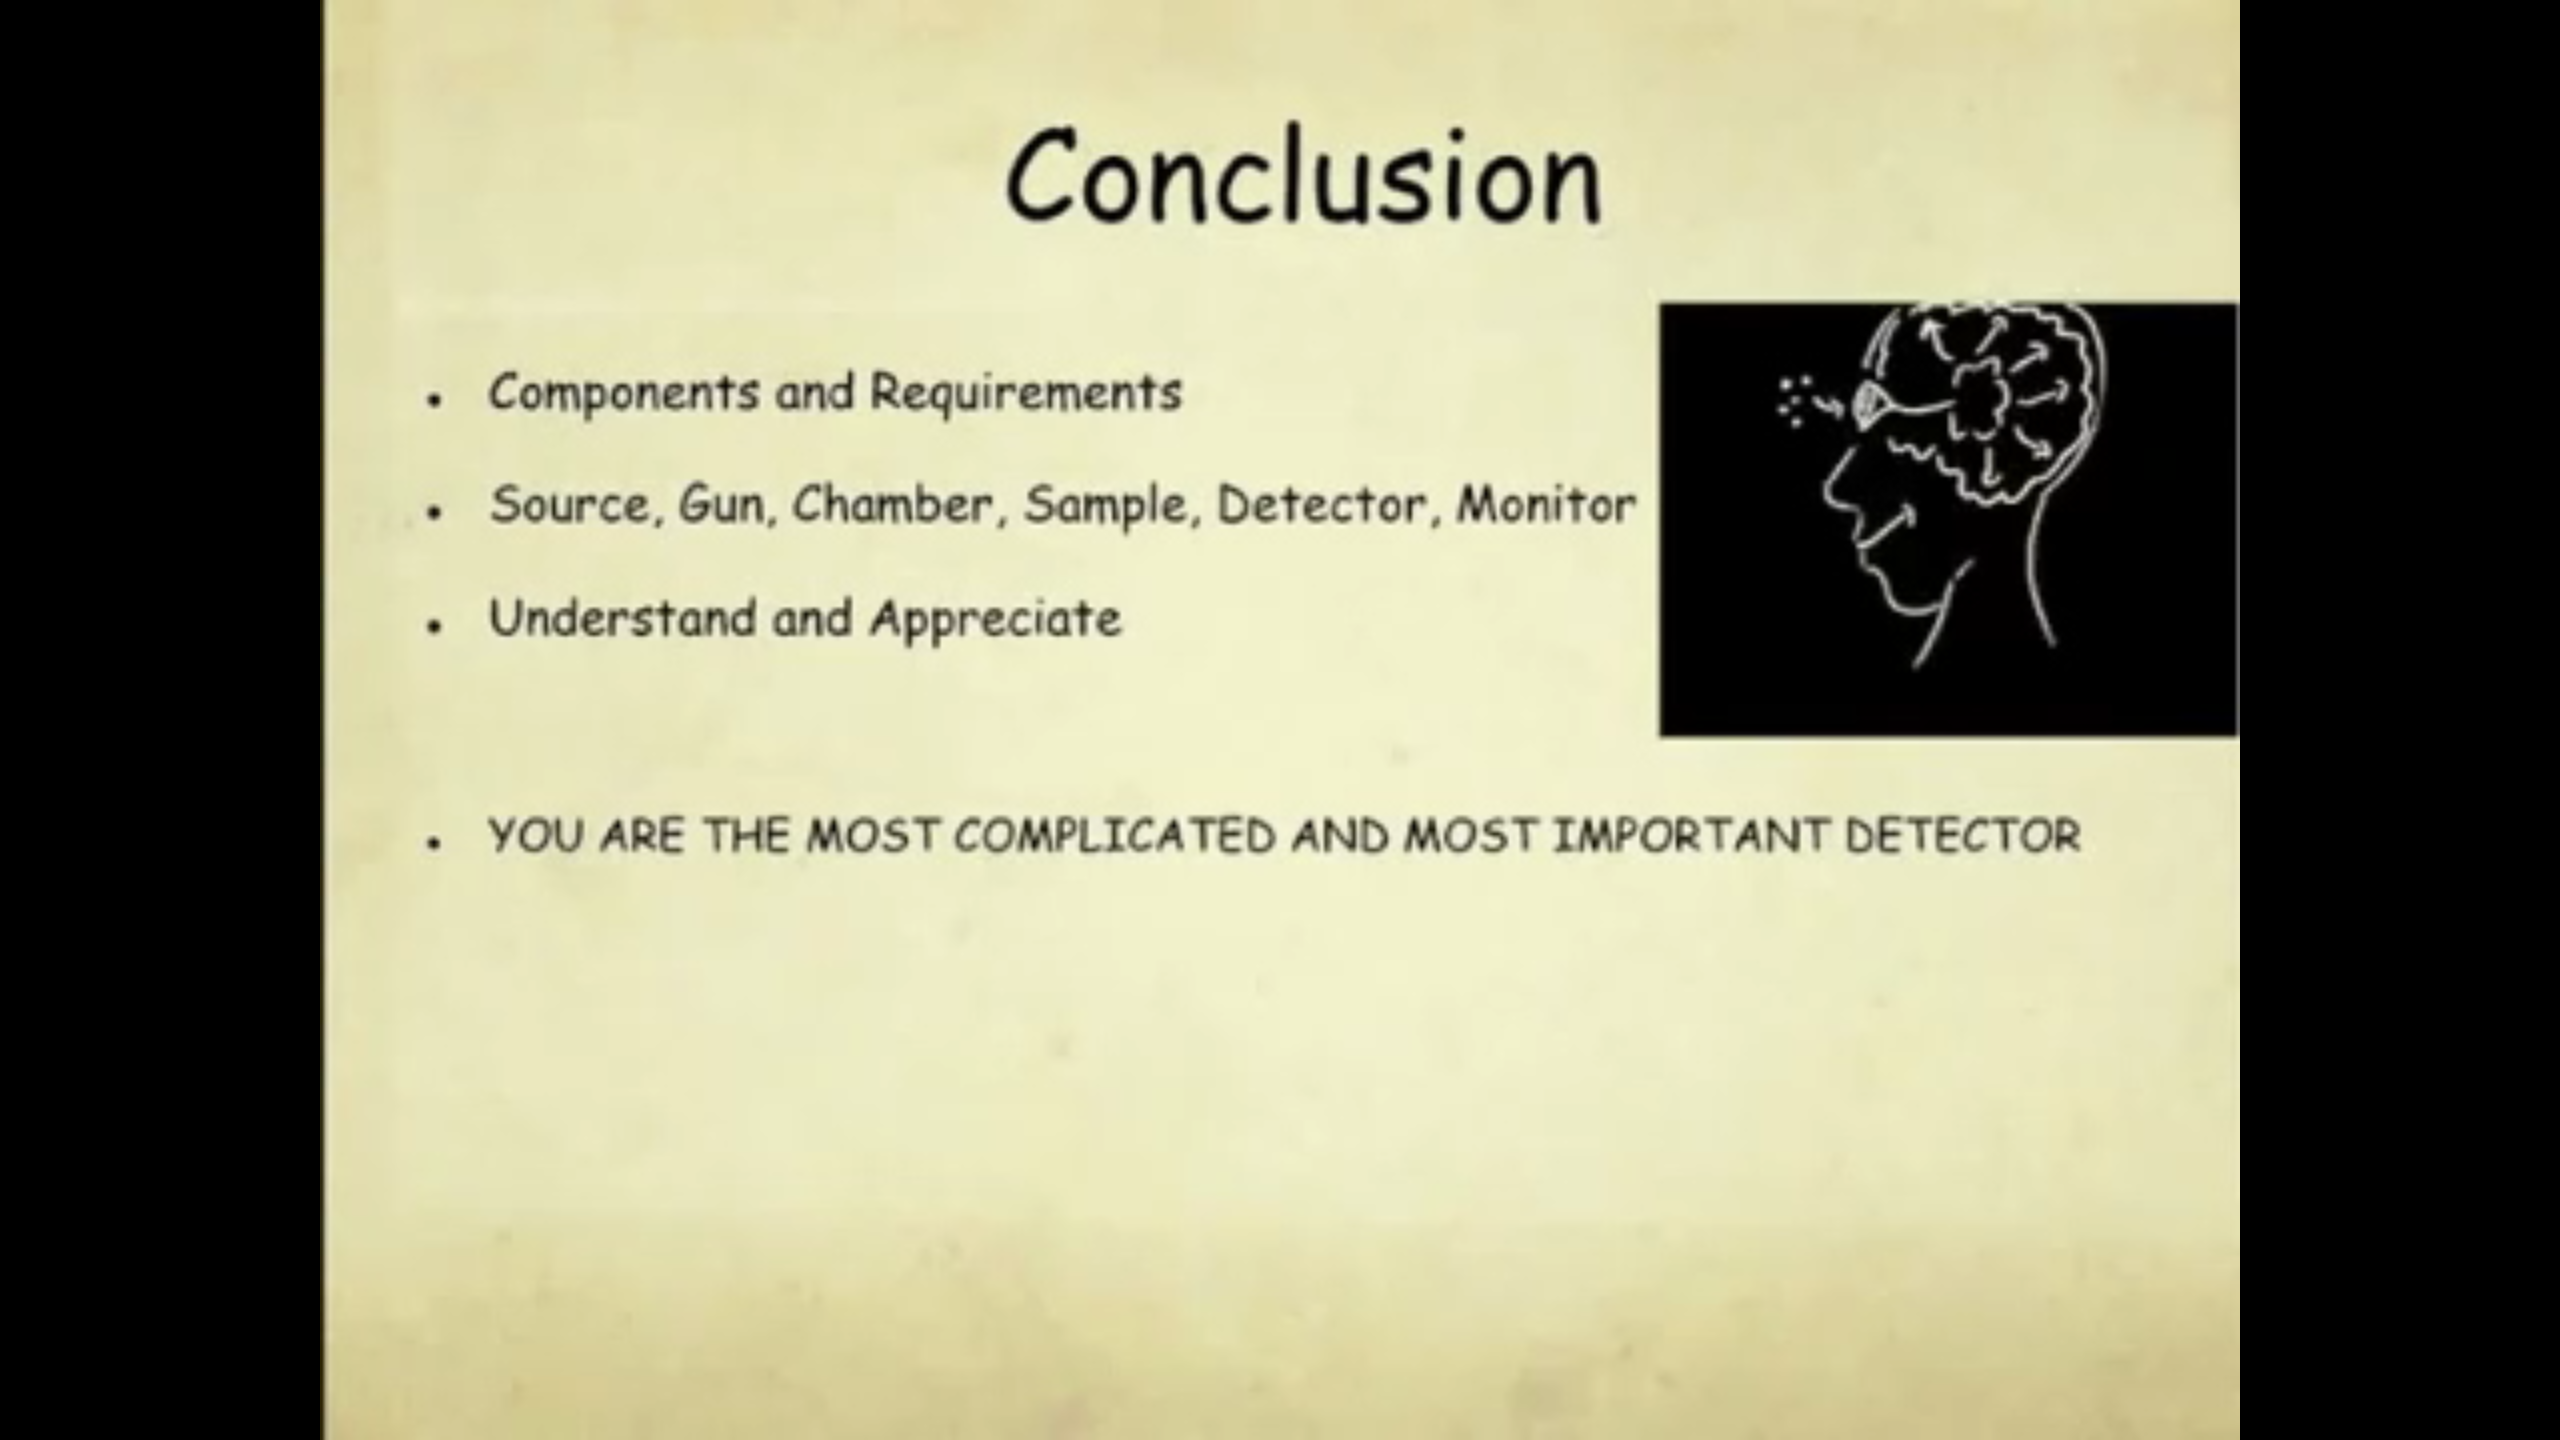 Conclusion
Components and Requirements
Source, Gun, Chamber, Sample, Detector, Monitor
Understand and Appreciate
YOU ARE THE MOST COMPLICATED AND MOST IMPORTANT DETECTOR